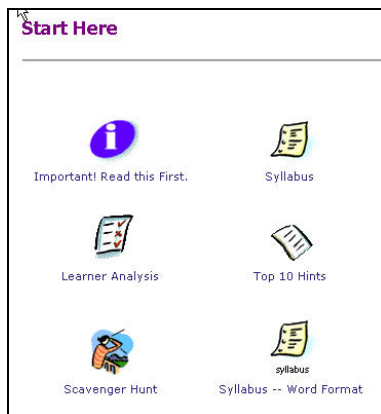 Start Here
Important! Read this First.
Syllabus
Learner Analysis
Top 10 Hints
syllabus
Scavenger Hunt
Syllabus -- Word Format